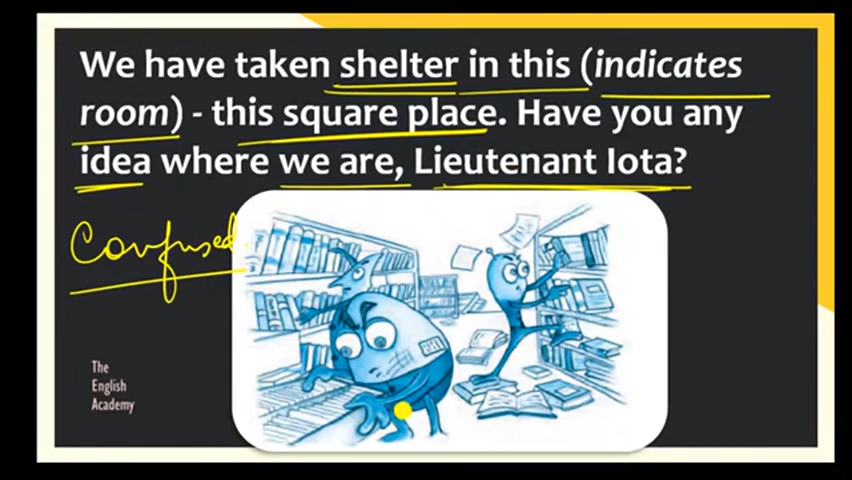 We have taken shelter in this (indicates
room) - this square place. Have you any
idea where we are, Lieutenant Iota?
Confused.
The
English
Academy